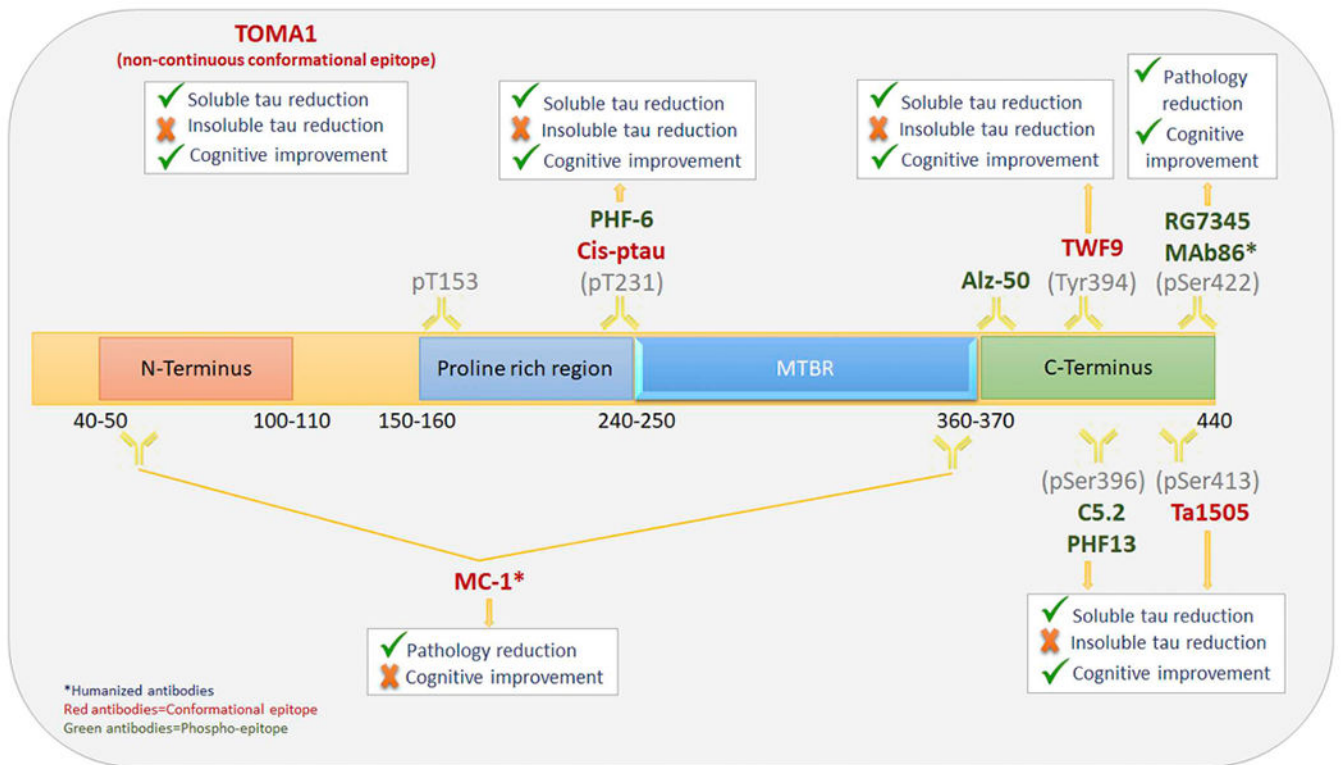 TOMA1
(non-continuous conformational epitope)
Soluble tau reduction
Insoluble tau reduction
Cognitive improvement
Soluble tau reduction
Insoluble tau reduction
Cognitive improvement
Soluble tau reduction
Insoluble tau reduction
Cognitive improvement
Pathology
reduction
Cognitive
improvement
pT153
PHF-6
Cis-ptau
(pT231)
Alz-50
TWF9
(Tyr394)
RG7345
MAb86*
(pSer422)
N-Terminus
Proline rich region
MTBR
C-Terminus
40-50
100-110
150-160
240-250
360-370
440
(pSer396)
C5.2
PHF13
(pSer413)
Ta1505
MC-1*
Pathology reduction
Cognitive improvement
Soluble tau reduction
Insoluble tau reduction
Cognitive improvement
*Humanized antibodies
Red antibodies=Conformational epitope
Green antibodies=Phospho-epitope